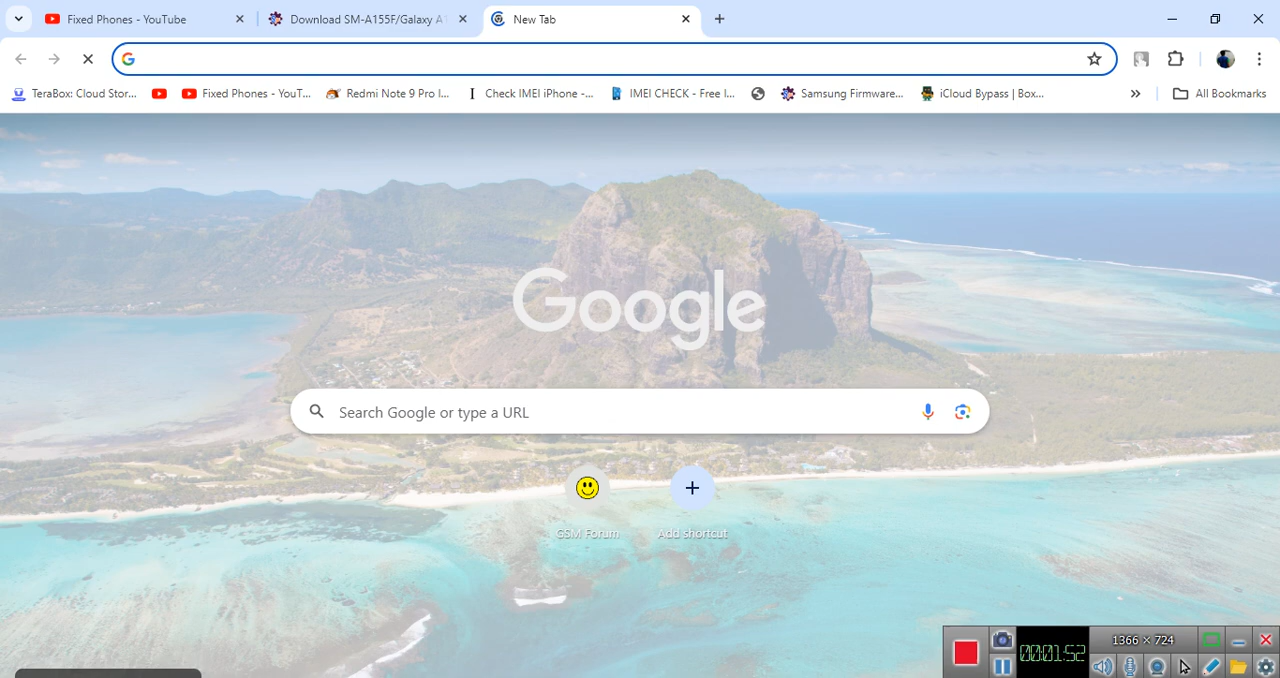 Fixed Phones - YouTube
Download SM-A155F/Galaxy A
New Tab
TeraBox: Cloud Stor...
Fixed Phones - YouT...
Redmi Note 9 Pro I...
Check IMEI iPhone -...
IMEI CHECK - Free I...
Samsung Firmware...
iCloud Bypass | Box...
All Bookmarks
Google
Search Google or type a URL
GSM Forum
Add shortcut
1366 × 724
00:01:52